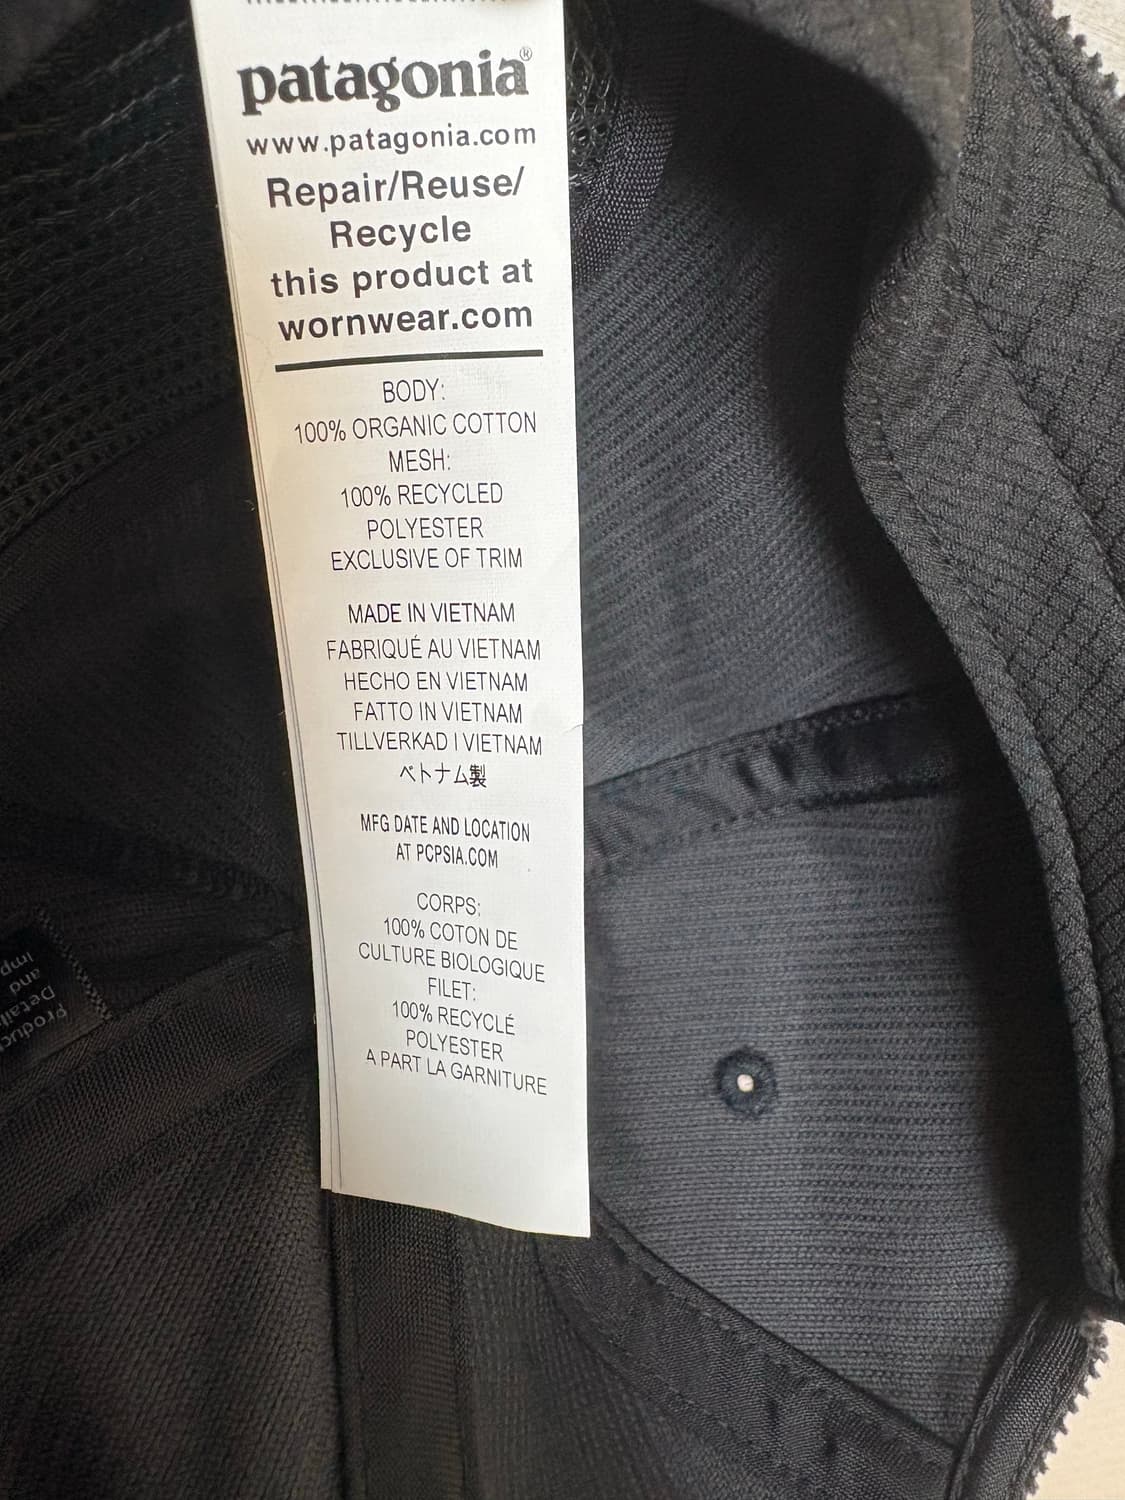 patagonia®
www.patagonia.com
Repair/Reuse/
Recycle
this product at
wornwear.com
BODY:
100% ORGANIC COTTON
MESH:
100% RECYCLED
POLYESTER
EXCLUSIVE OF TRIM
MADE IN VIETNAM
FABRIQUÉ AU VIETNAM
HECHO EN VIETNAM
FATTO IN VIETNAM
TILLVERKAD I VIETNAM
ベトナム製
MFG DATE AND LOCATION
AT PCPSIA.COM
CORPS:
100% COTON DE
CULTURE BIOLOGIQUE
FILET:
100% RECYCLÉ
POLYESTER
A PART LA GARNITURE
and